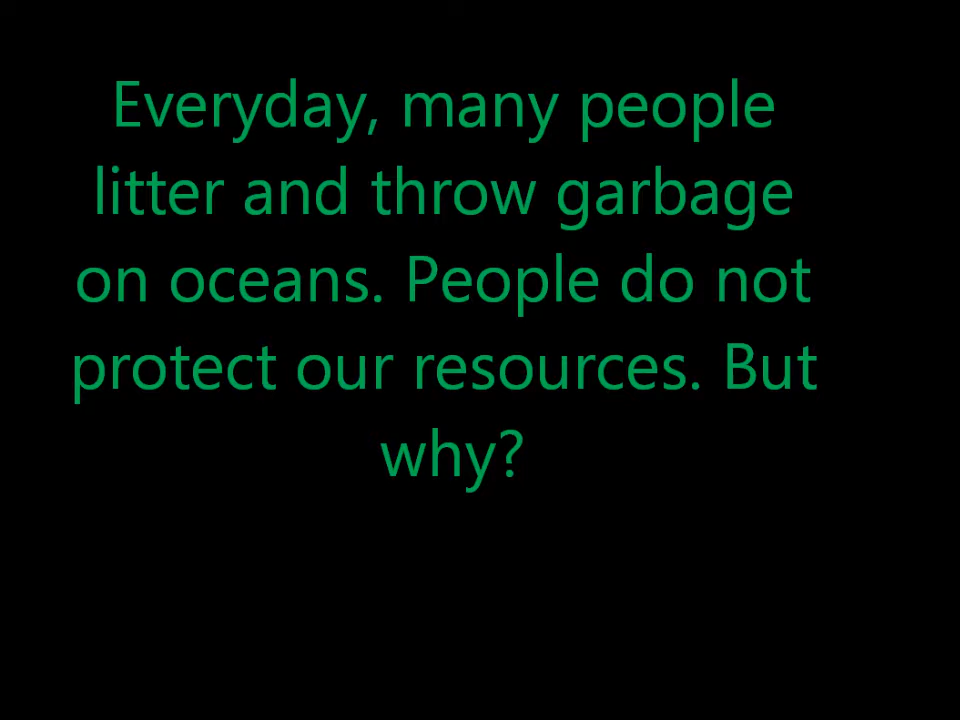 Everyday, many people
litter and throw garbage
on oceans. People do not
protect our resources. But
why?